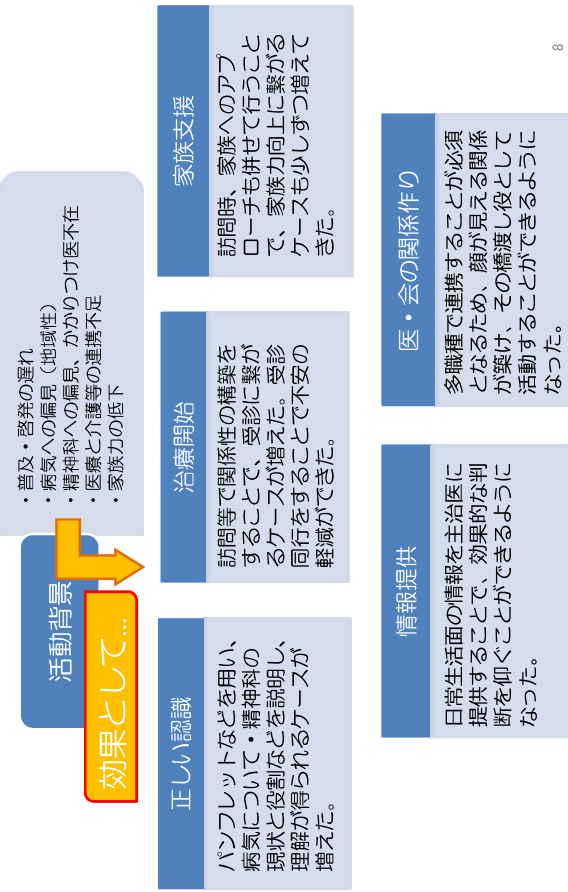 活動背景
・普及・啓発の遅れ
・病気への偏見（地域性）
・精神科への偏見、かかりつけ医不在
・医療と介護等の連携不足
・家族力の低下
効果として…
正しい認識
パンフレットなどを用い、
病気について・精神科の
現状と役割などを説明し、
理解が得られるケースが
増えた。
治療開始
訪問等で関係性の構築を
することで、受診に繋が
るケースが増えた。受診
同行をすることで不安の
軽減ができた。
家族支援
訪問時、家族へのアプ
ローチも併せて行うこと
で、家族力向上に繋がる
ケースも少しずつ増えて
きた。
情報提供
日常生活面の情報を主治医に
提供することで、効果的な判
断を仰ぐことができるように
なった。
医・会の関係作り
多職種で連携することが必須
となるため、顔が見える関係
が築け、その橋渡し役として
活動することができるように
なった。
8